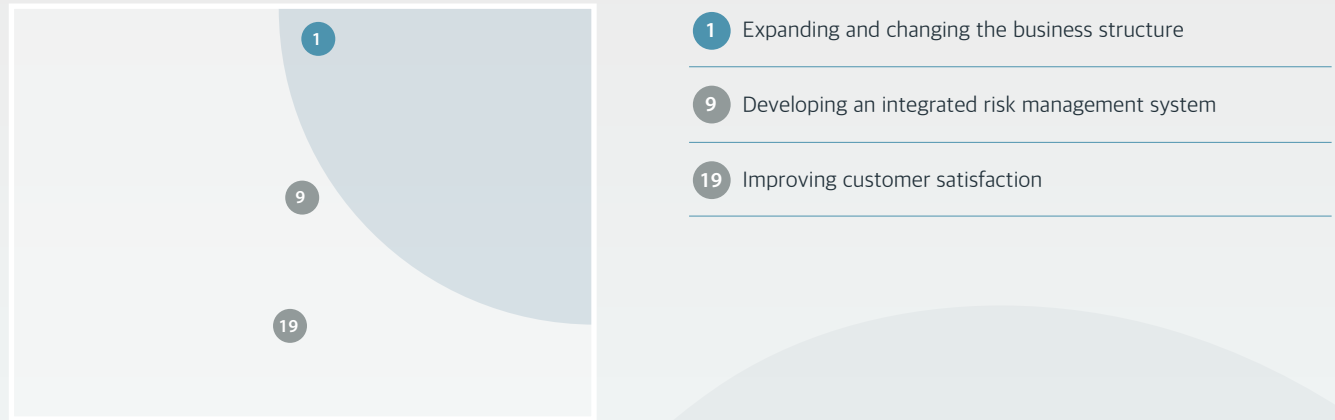 1
9
19
1 Expanding and changing the business structure
9 Developing an integrated risk management system
19 Improving customer satisfaction